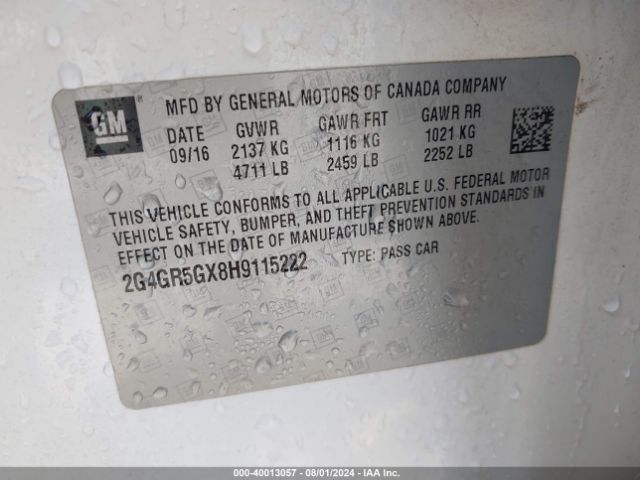 GM
MFD BY GENERAL MOTORS OF CANADA COMPANY
DATE GVWR GAWR FRT GAWR RR
09/16 2137 KG 1116 KG 1021 KG
4711 LB 2459 LB 2252 LB
THIS VEHICLE CONFORMS TO ALL APPLICABLE U.S. FEDERAL MOTOR
VEHICLE SAFETY, BUMPER, AND THEFT PREVENTION STANDARDS IN
EFFECT ON THE DATE OF MANUFACTURE SHOWN ABOVE.
2G4GR5GX8H9115222 TYPE: PASS CAR
000-40013057 - 08/01/2024 - IAA Inc.